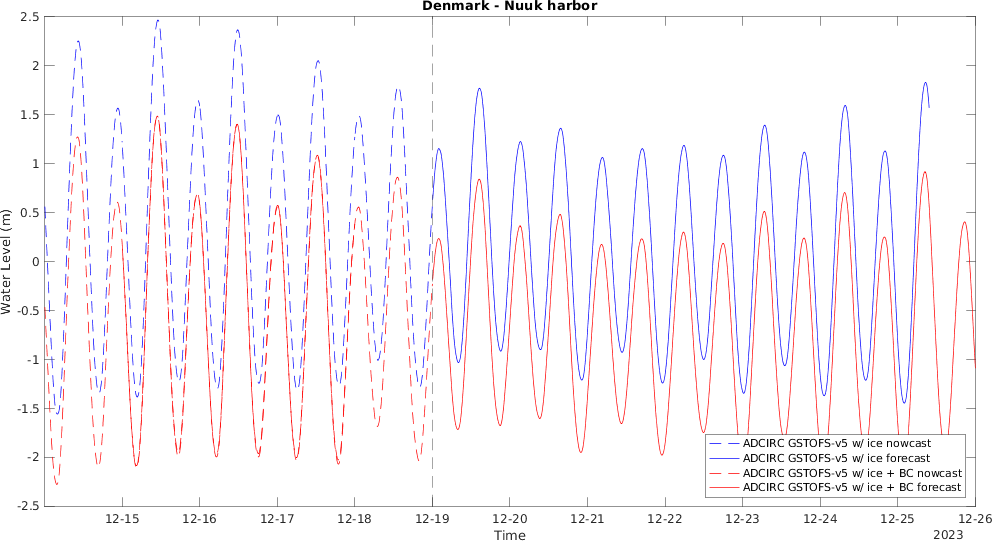 Denmark - Nuuk harbor
2.5
2
1.5
1
0.5
0
-0.5
-1
-1.5
-2
-2.5
Water Level (m)
ADCIRC GSTOFS-v5 w/ ice nowcast
ADCIRC GSTOFS-v5 w/ ice forecast
ADCIRC GSTOFS-v5 w/ ice + BC nowcast
ADCIRC GSTOFS-v5 w/ ice + BC forecast
12-15 12-16 12-17 12-18 12-19 12-20 12-21 12-22 12-23 12-24 12-25 12-26
Time
2023